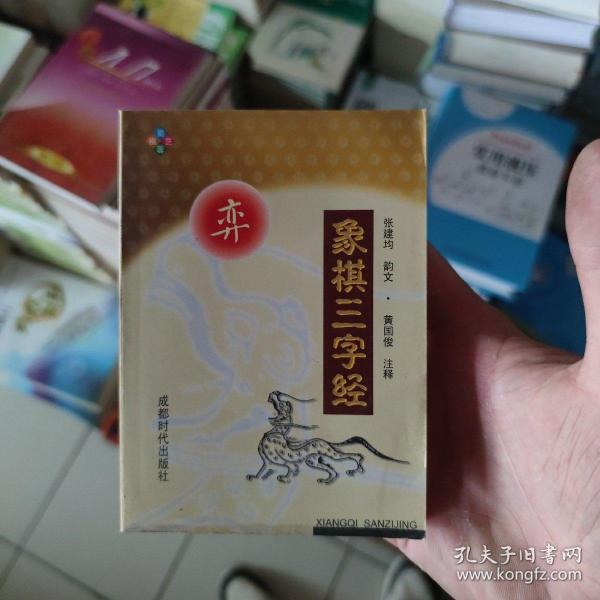 弈
象棋三字经
张建均 韵文 · 黄国俊 注释
成都时代出版社
XIANGQI SANZIJING
孔夫子旧书网
www.kongfz.com